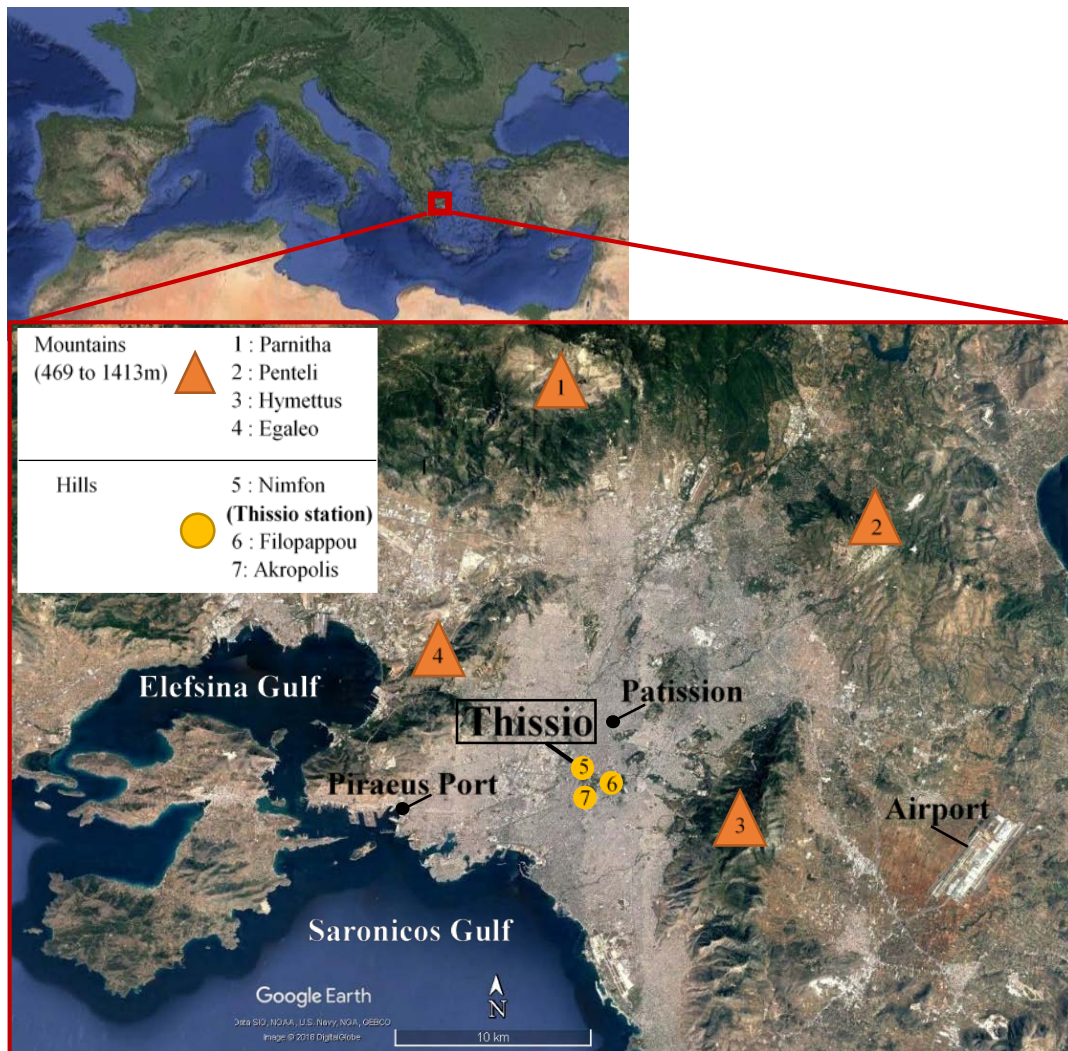 Mountains
(469 to 1413m)
1 : Parnitha
2 : Penteli
3 : Hymettus
4 : Egaleo
Hills
5 : Nimfon
(Thissio station)
6 : Filopappou
7: Akropolis
1
2
4
Elefsina Gulf
Patission
Thissio
5
6
7
Piraeus Port
3
Airport
Saronicos Gulf
Google Earth
N
Data SIO, NOAA, U.S. Navy, NGA, GEBCO
Image © 2018 DigitalGlobe
10 km